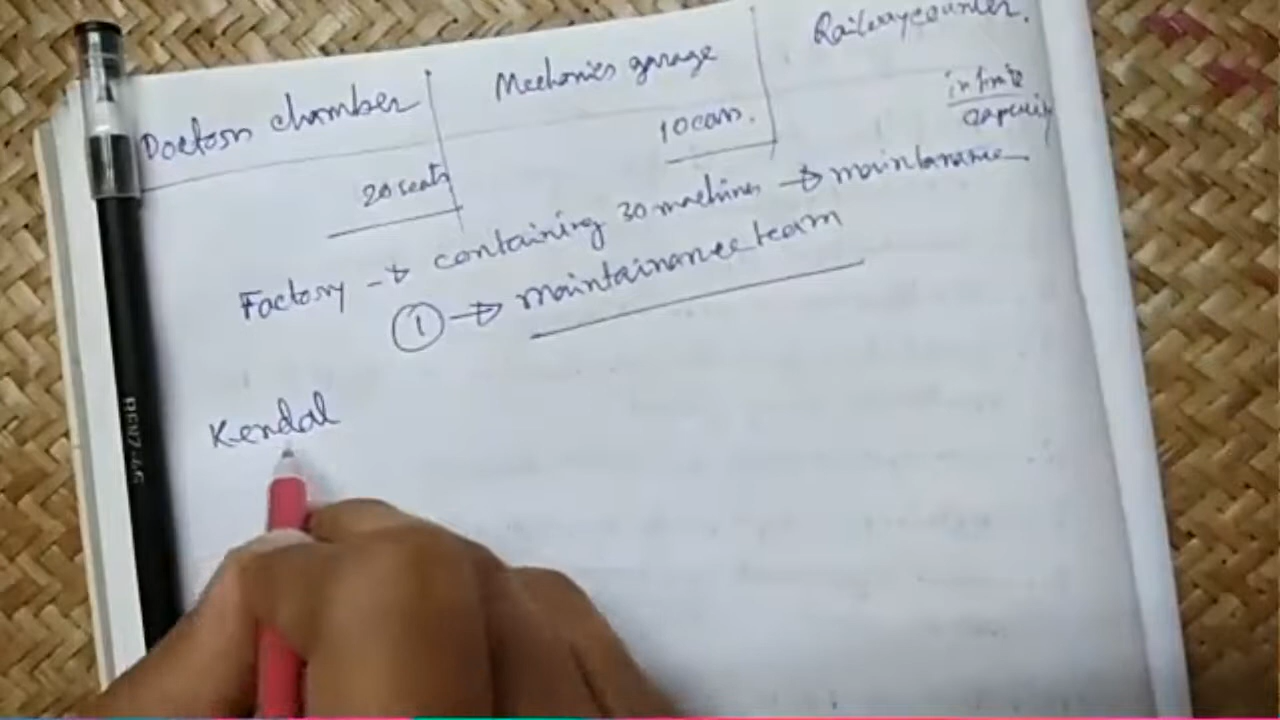 Doctors chamber
20 seats
Mechanics garage
10 cars.
Railway counter.
infinite
capacity
Factory → containing 30 machines → maintanance
① → maintainance team
Kendal